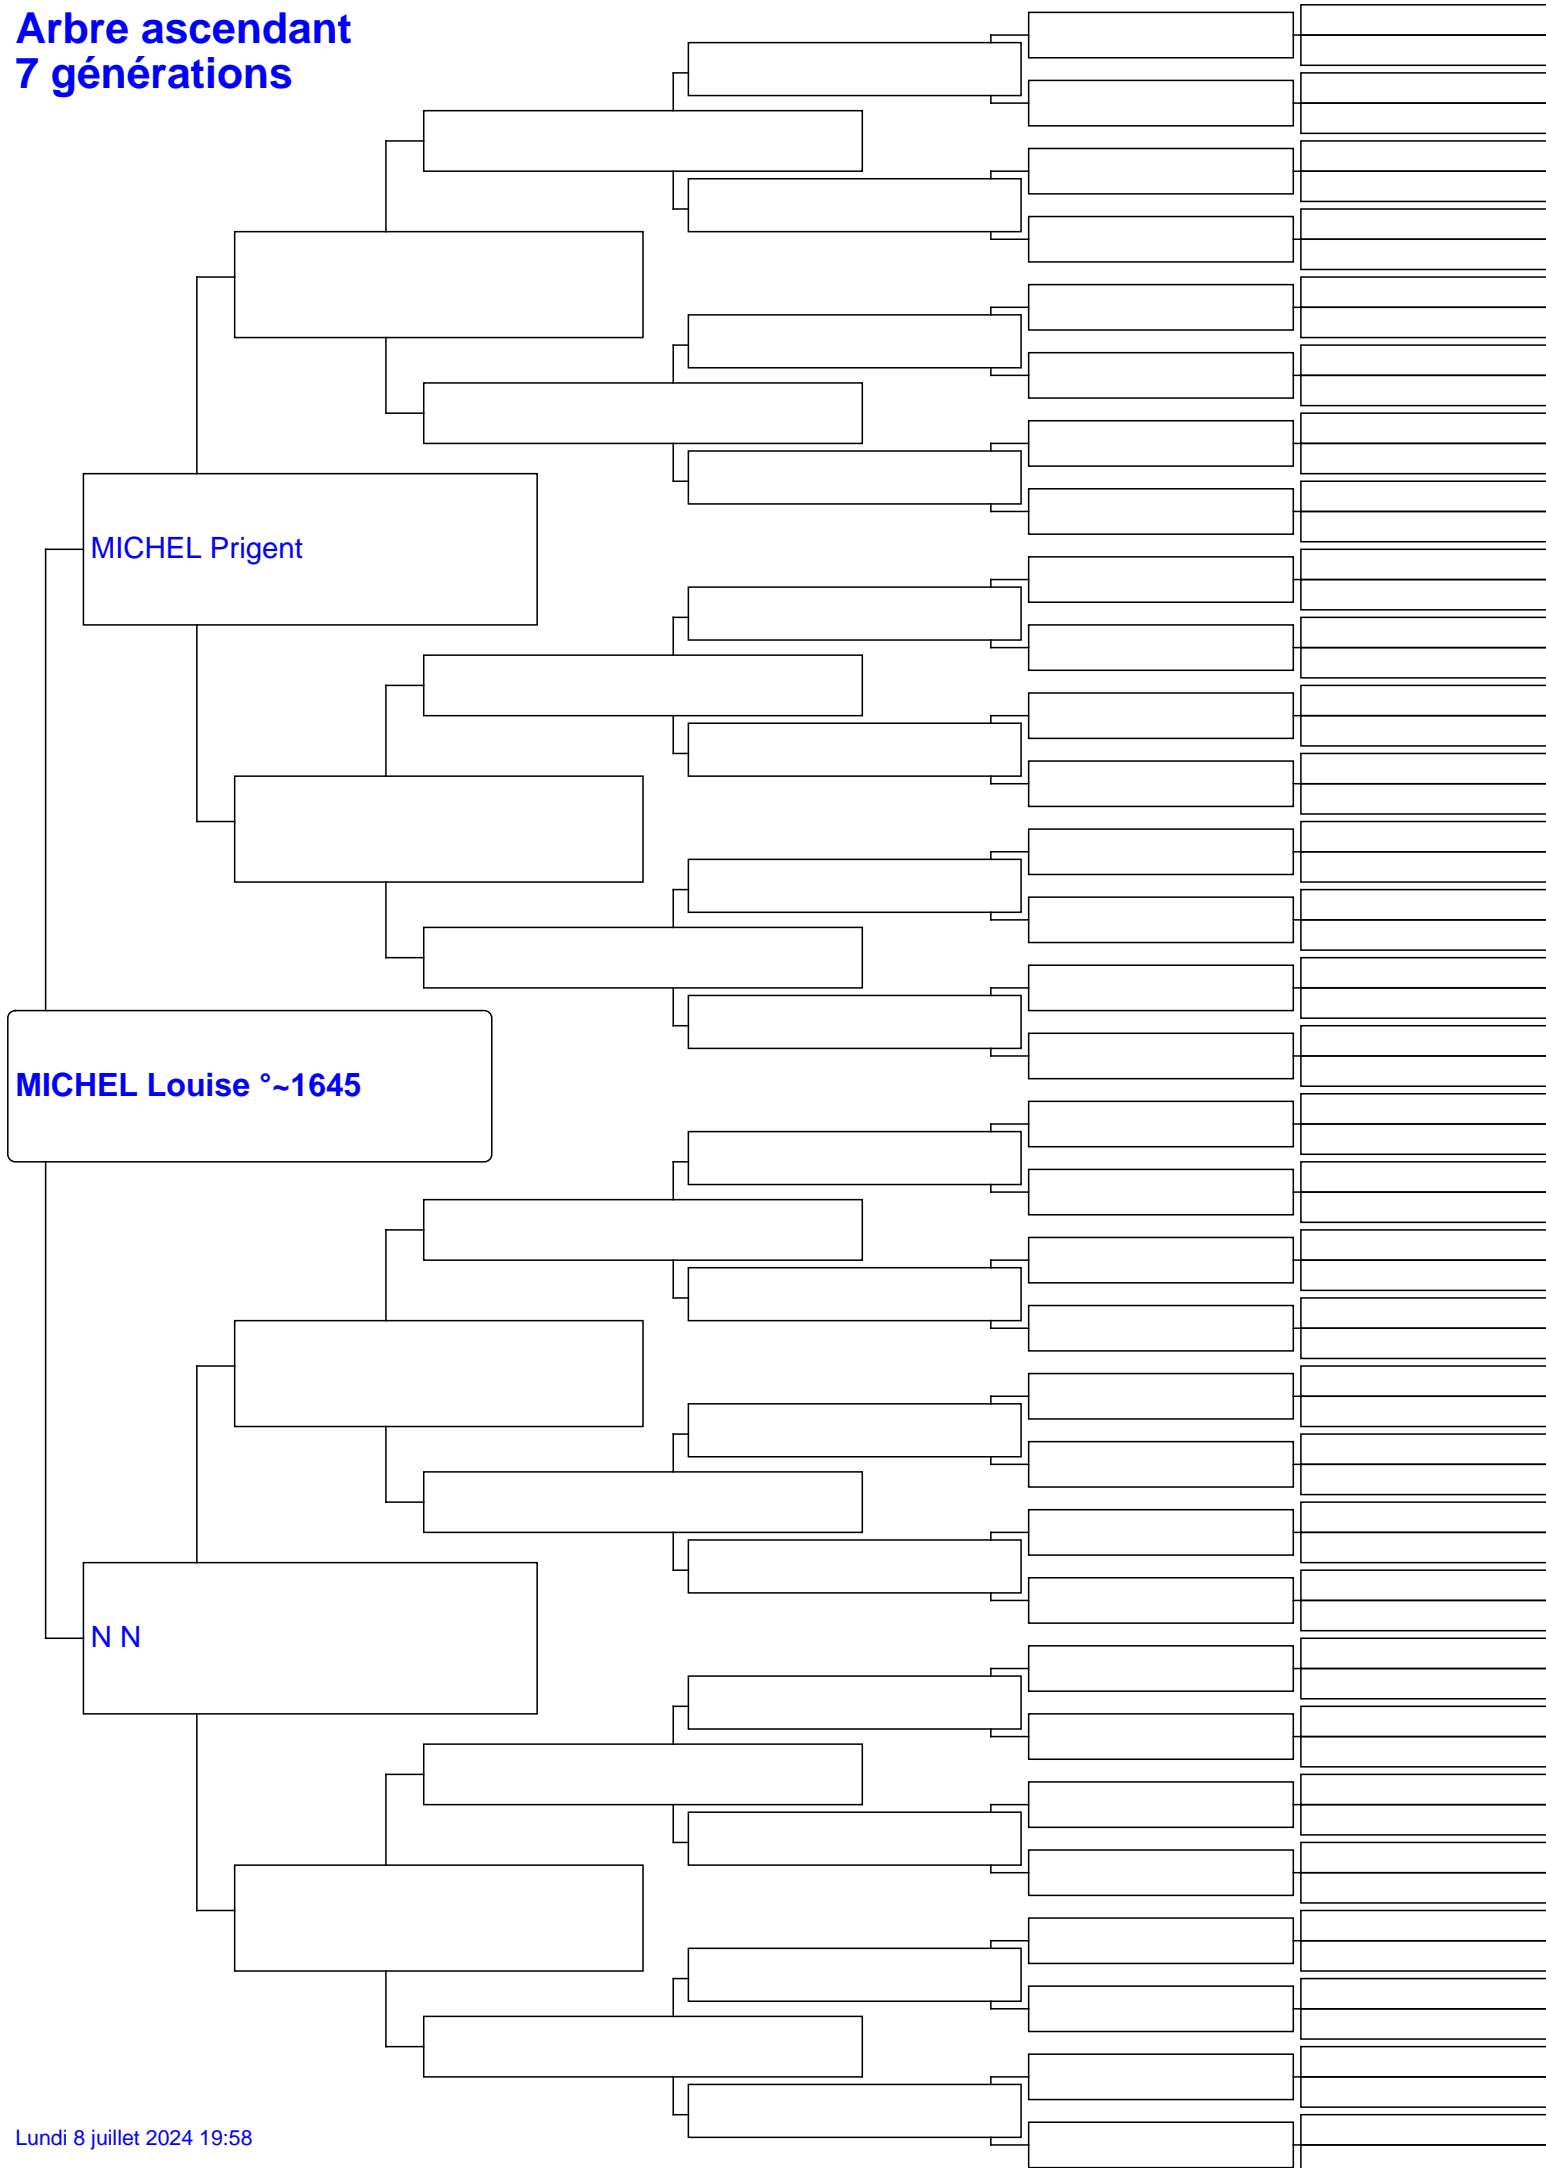 Arbre ascendant
7 générations
MICHEL Prigent
MICHEL Louise °~1645
N N
Lundi 8 juillet 2024 19:58